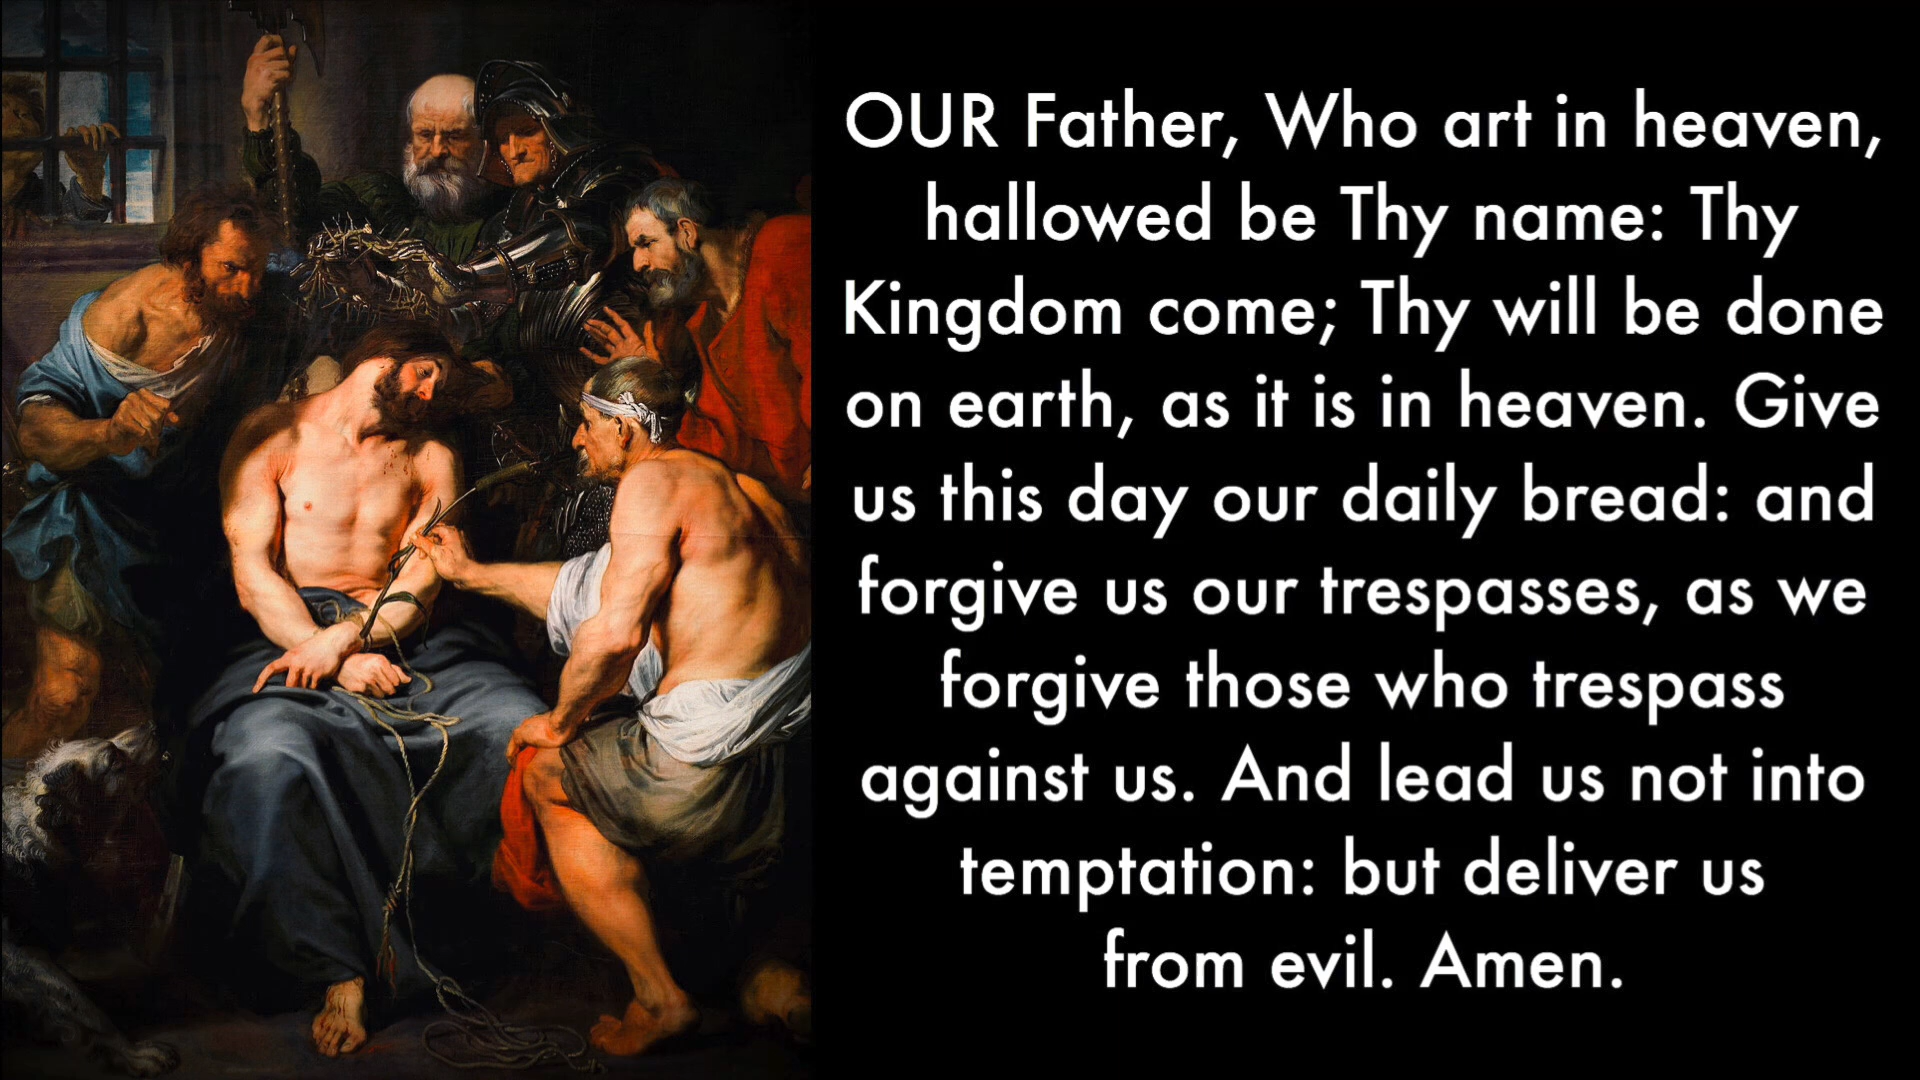 OUR Father, Who art in heaven,
hallowed be Thy name: Thy
Kingdom come; Thy will be done
on earth, as it is in heaven. Give
us this day our daily bread: and
forgive us our trespasses, as we
forgive those who trespass
against us. And lead us not into
temptation: but deliver us
from evil. Amen.